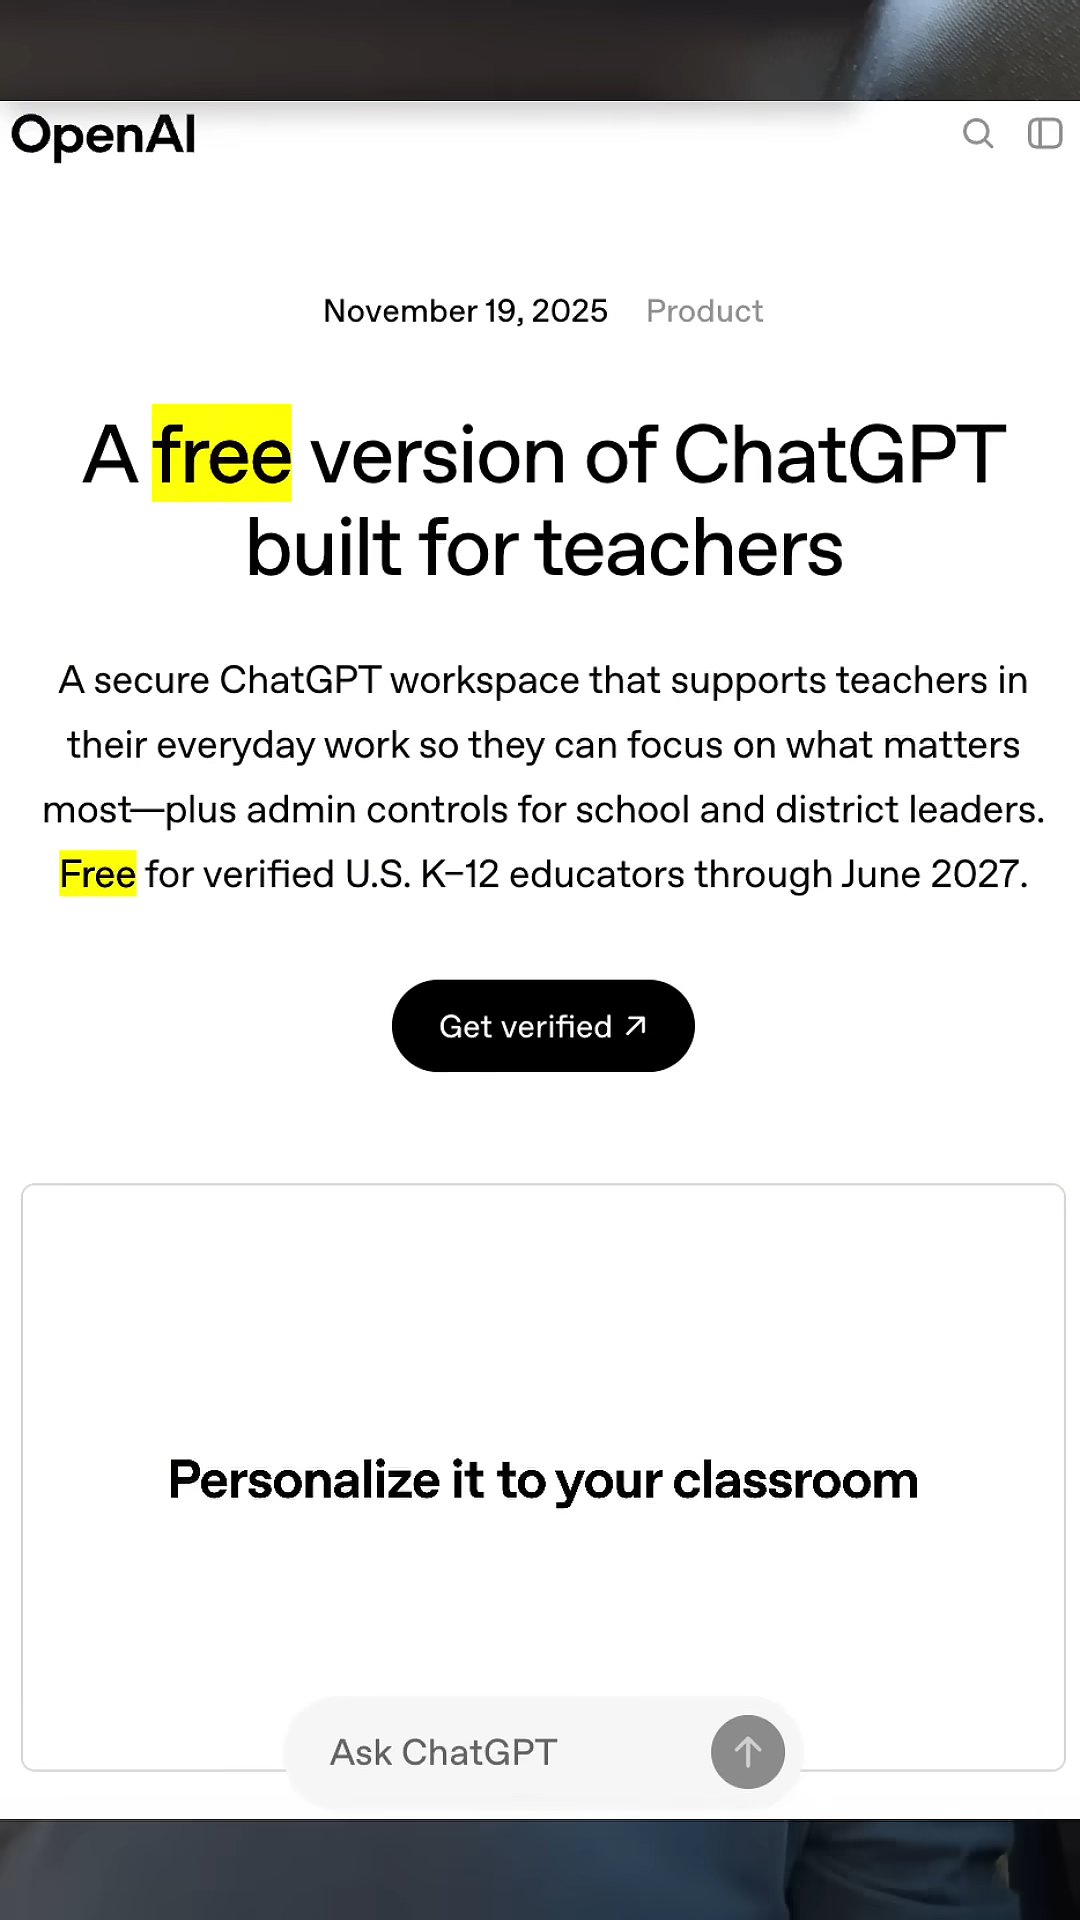 OpenAI
November 19, 2025 Product
A free version of ChatGPT
built for teachers
A secure ChatGPT workspace that supports teachers in
their everyday work so they can focus on what matters
most—plus admin controls for school and district leaders.
Free for verified U.S. K–12 educators through June 2027.
Get verified ↗
Personalize it to your classroom
Ask ChatGPT